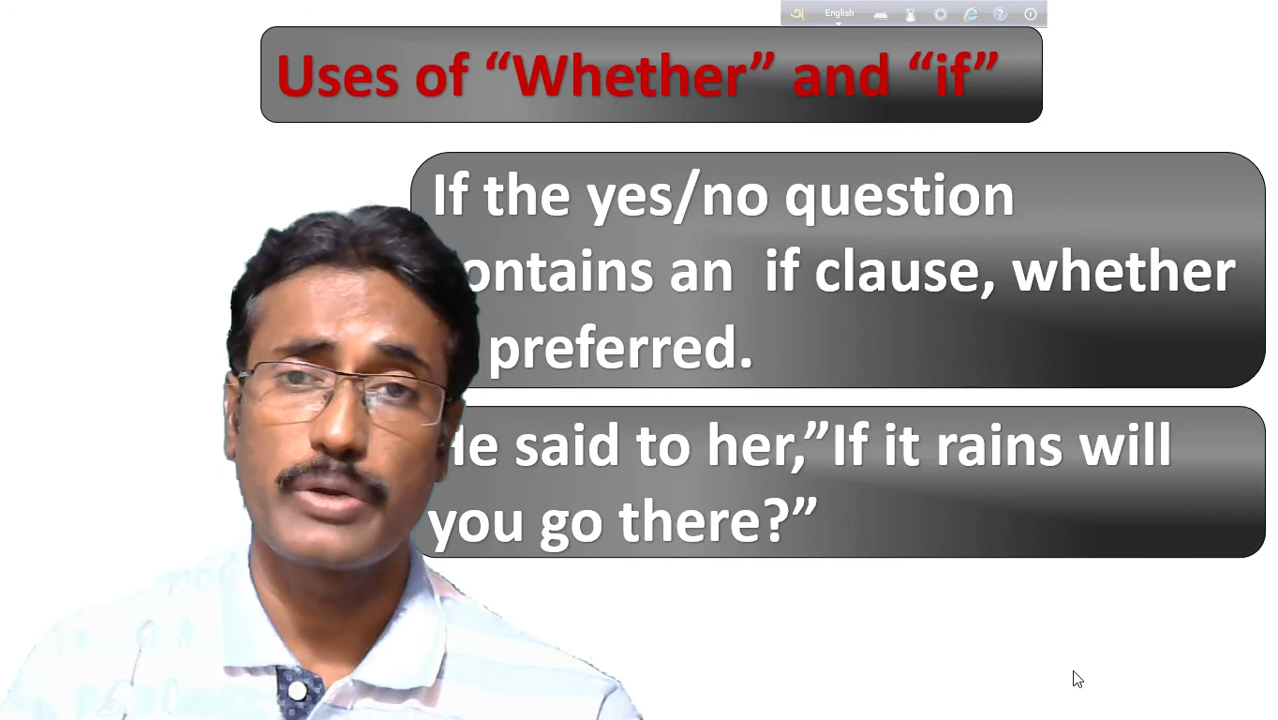 অ English
Uses of “Whether” and “if”
If the yes/no question
ontains an if clause, whether
preferred.
He said to her,”If it rains will
you go there?”